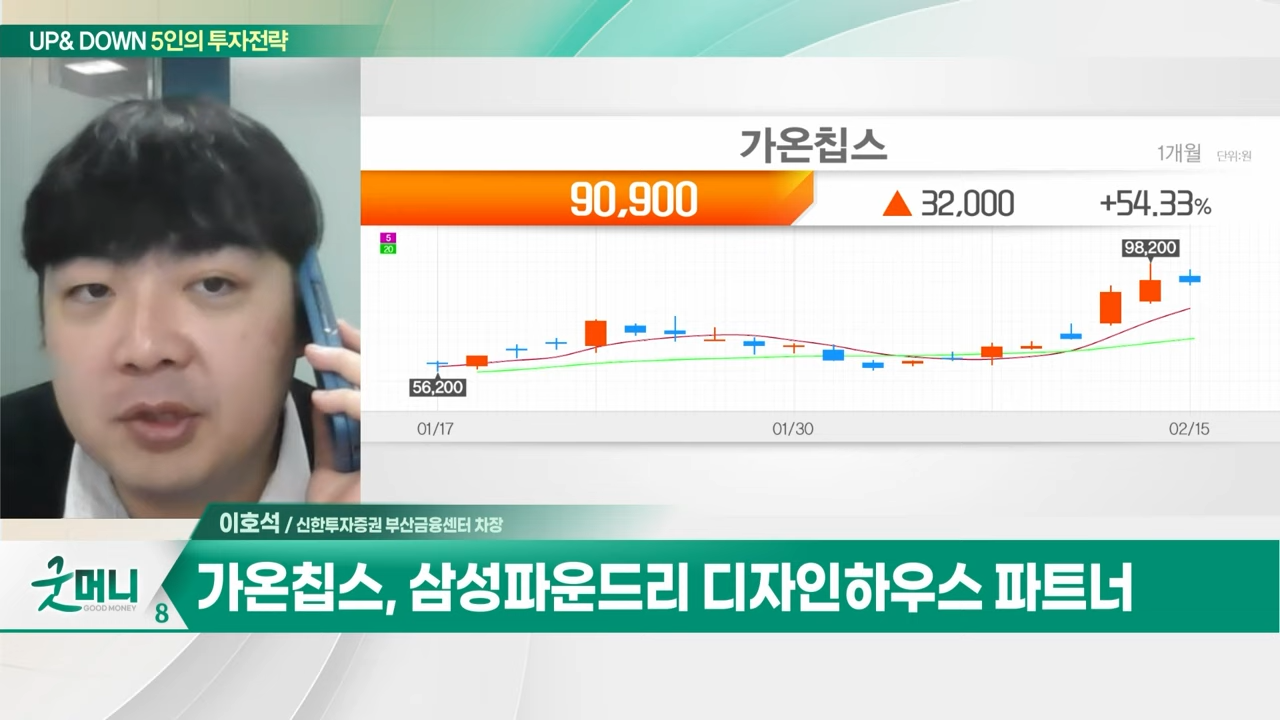 UP& DOWN 5인의 투자전략
가온칩스
1개월 단위:원
90,900 ▲ 32,000 +54.33%
5
20
98,200
56,200
01/17 01/30 02/15
이호석 / 신한투자증권 부산금융센터 차장
굿머니
GOOD MONEY
8
가온칩스, 삼성파운드리 디자인하우스 파트너